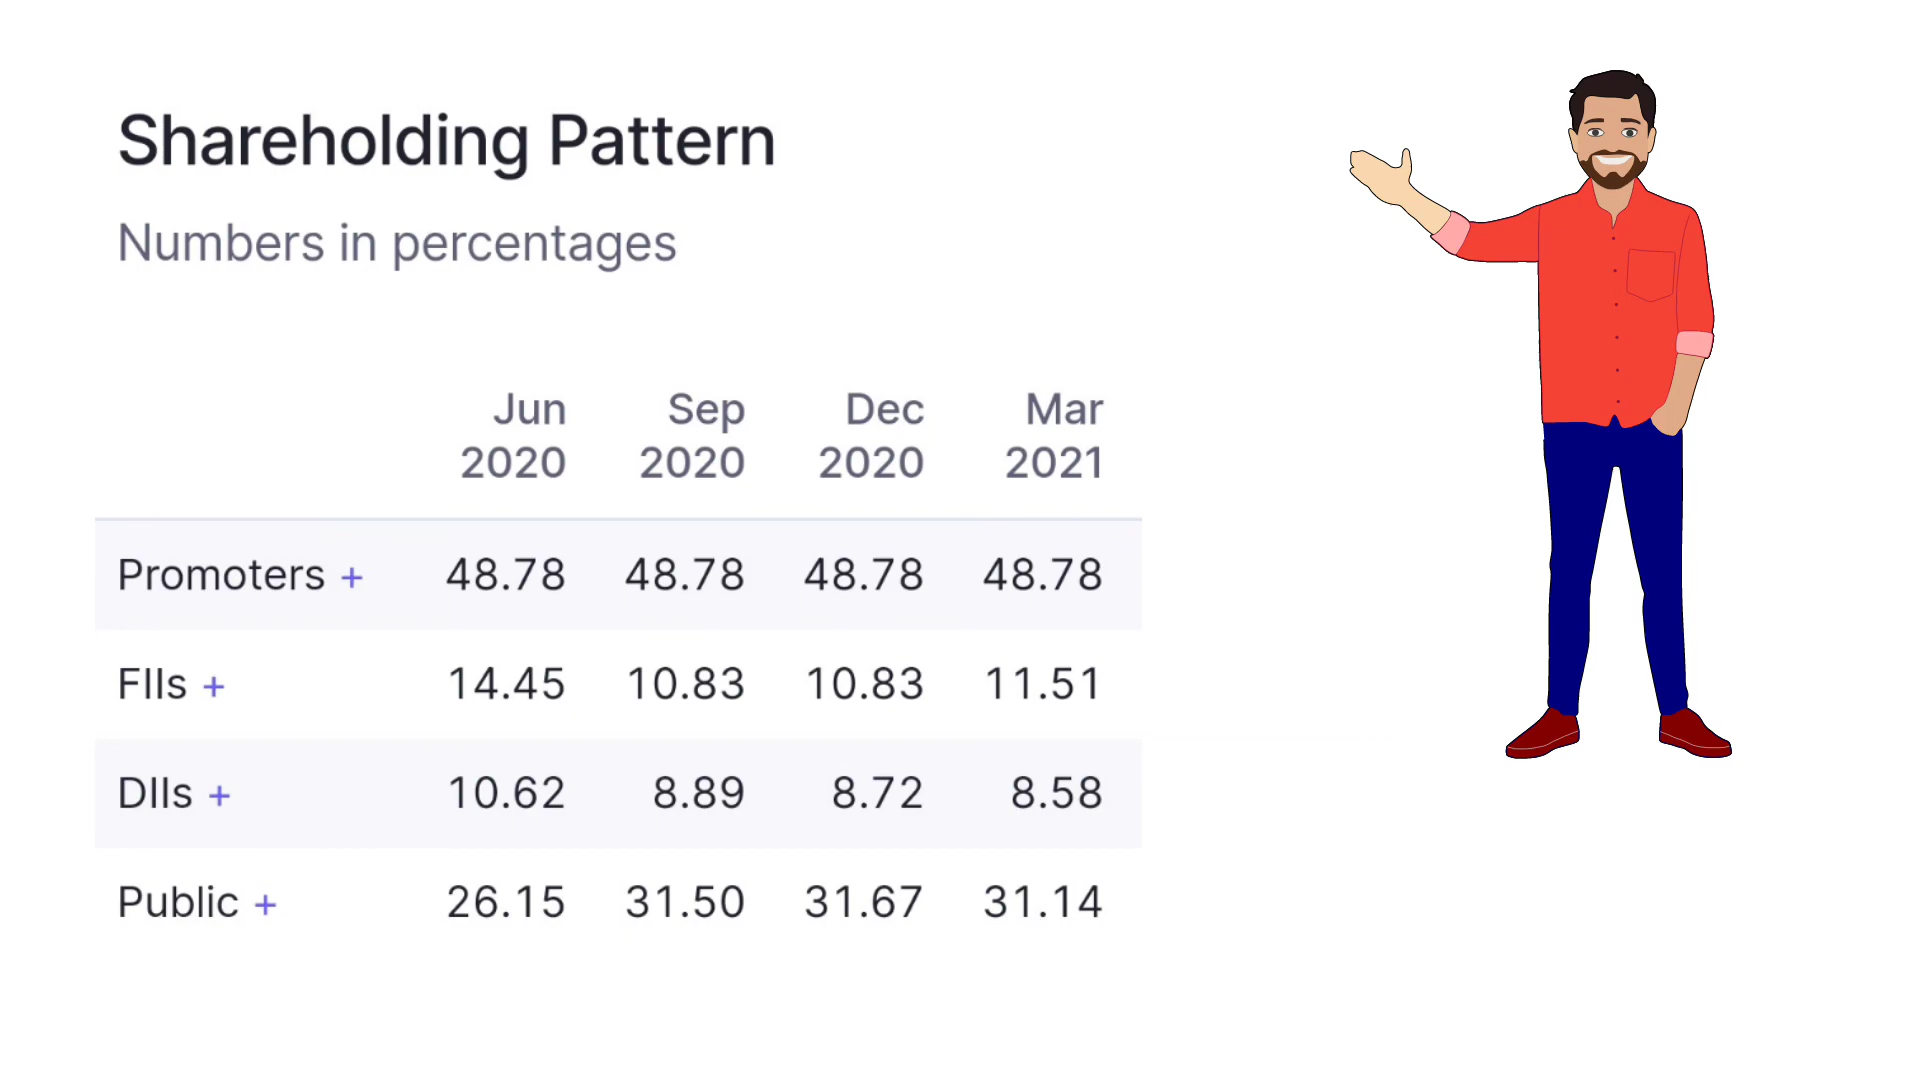 Shareholding Pattern
Numbers in percentages
Jun 2020 Sep 2020 Dec 2020 Mar 2021
Promoters + 48.78 48.78 48.78 48.78
FIIs + 14.45 10.83 10.83 11.51
DIIs + 10.62 8.89 8.72 8.58
Public + 26.15 31.50 31.67 31.14